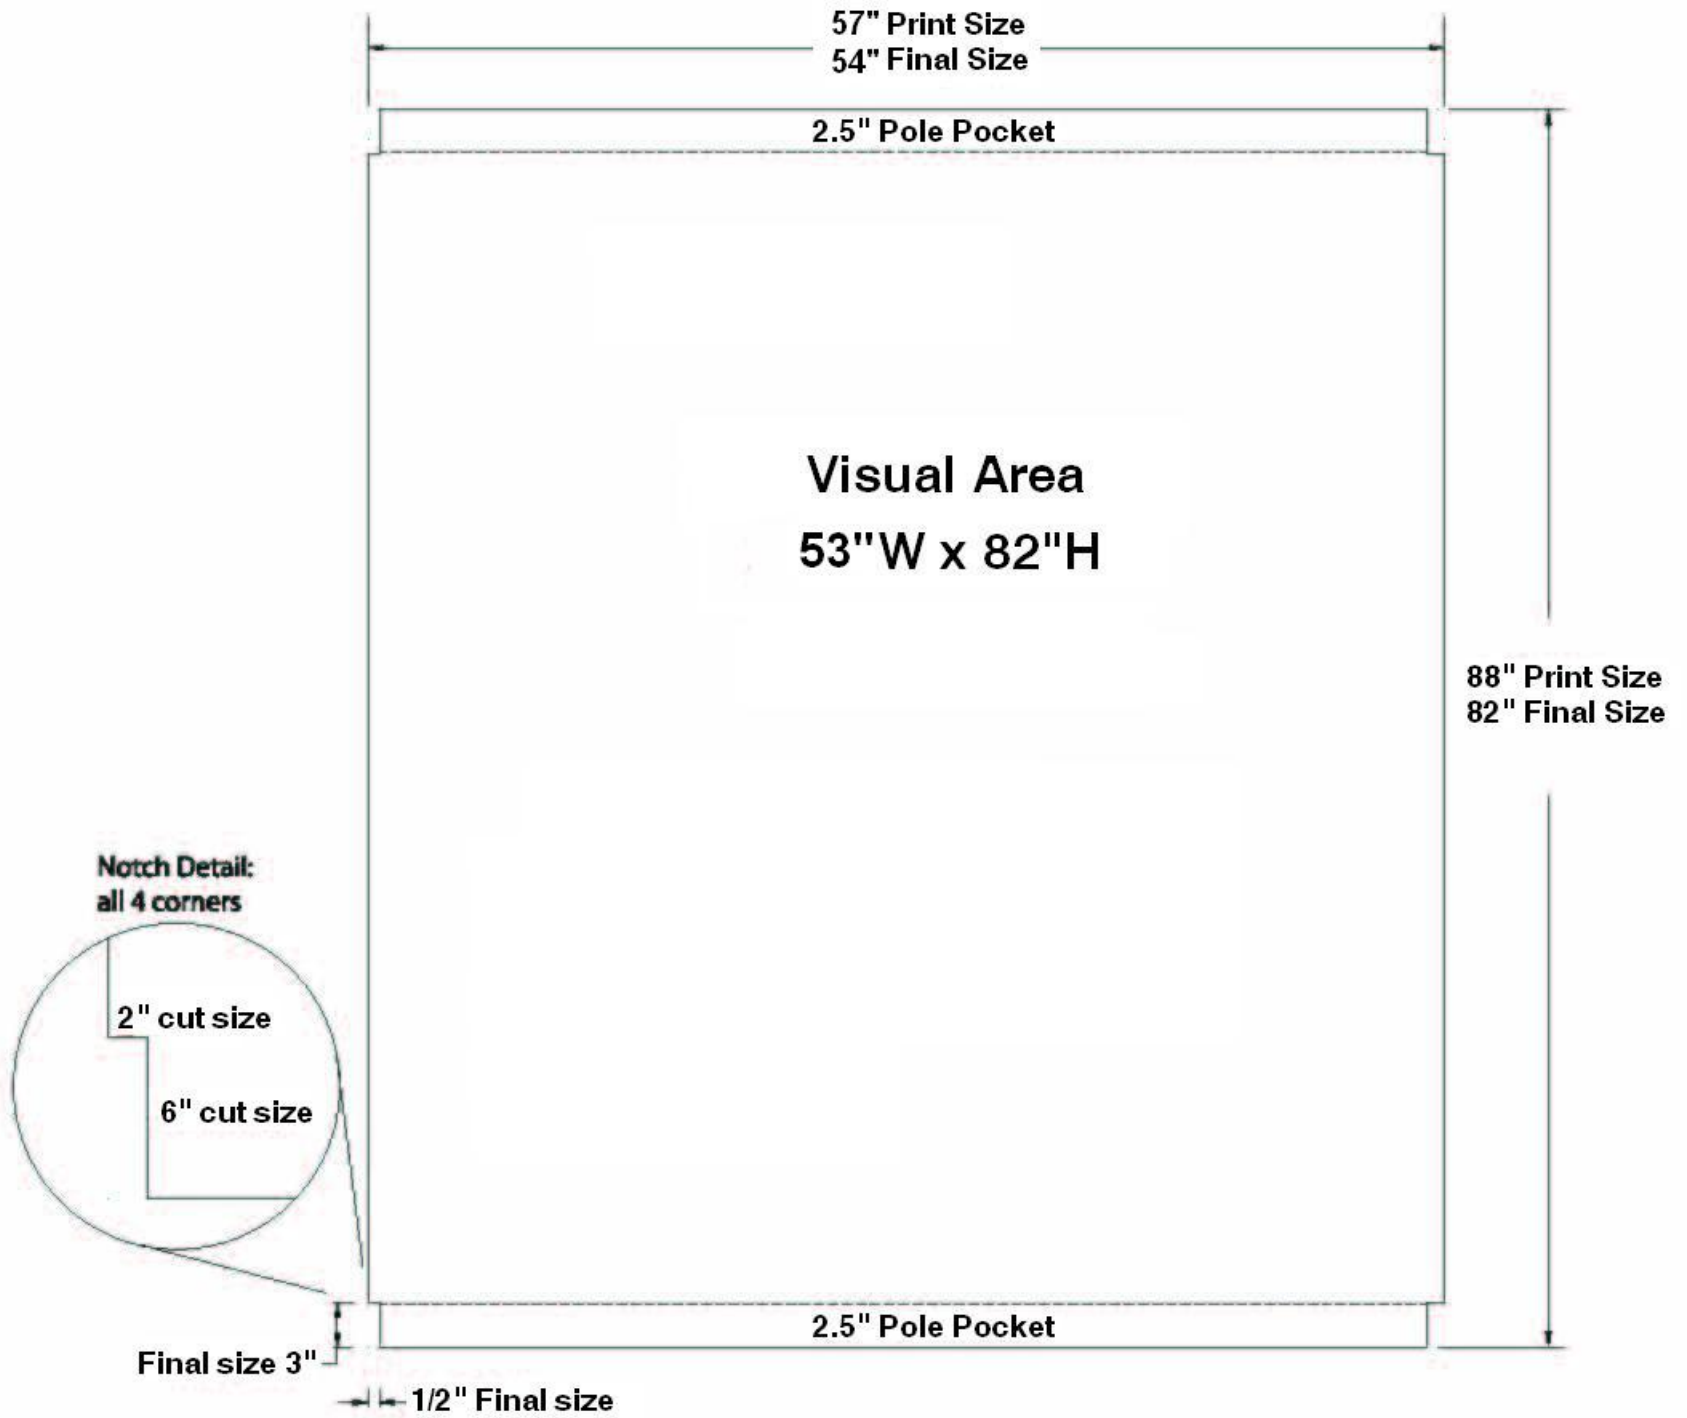 57" Print Size
54" Final Size
2.5" Pole Pocket
Visual Area
53"W x 82"H
88" Print Size
82" Final Size
Notch Detail:
all 4 corners
2" cut size
6" cut size
2.5" Pole Pocket
Final size 3"
1/2" Final size